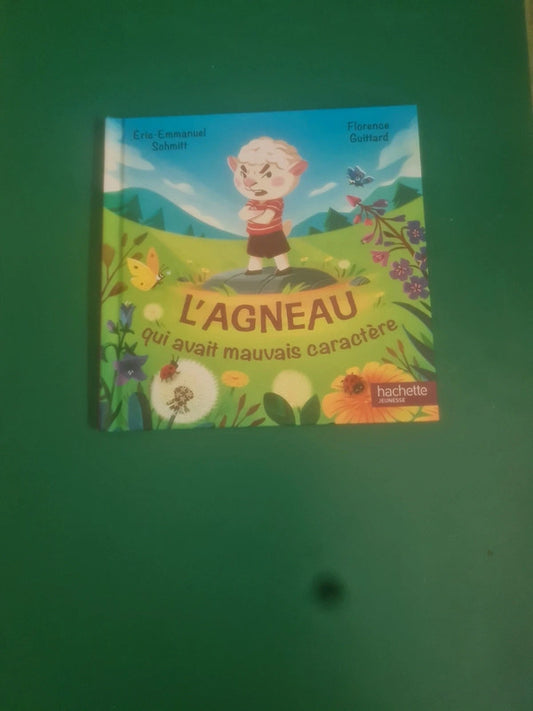 Eric-Emmanuel
Schmitt
Florence
Guittard
L'AGNEAU
qui avait mauvais caractère
hachette
JEUNESSE